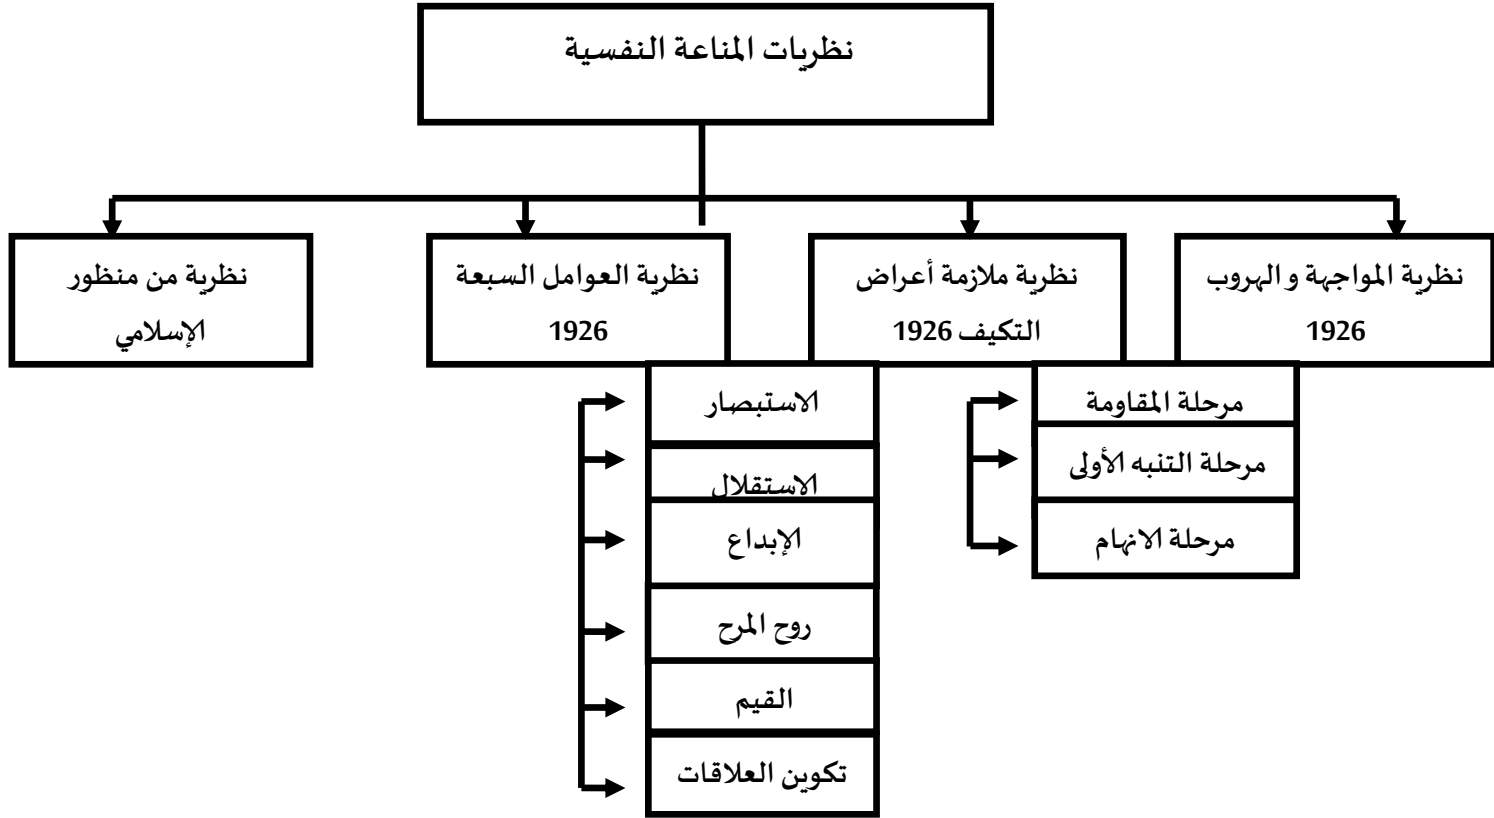 نظريات المناعة النفسية
نظرية المواجهة و الهروب
1926
نظرية ملازمة أعراض
التكيف 1926
نظرية العوامل السبعة
1926
نظرية من منظور
الإسلامي
مرحلة المقاومة
مرحلة التنبه الأولى
مرحلة الانهام
الاستبصار
الاستقلال
الإبداع
روح المرح
القيم
تكوين العلاقات